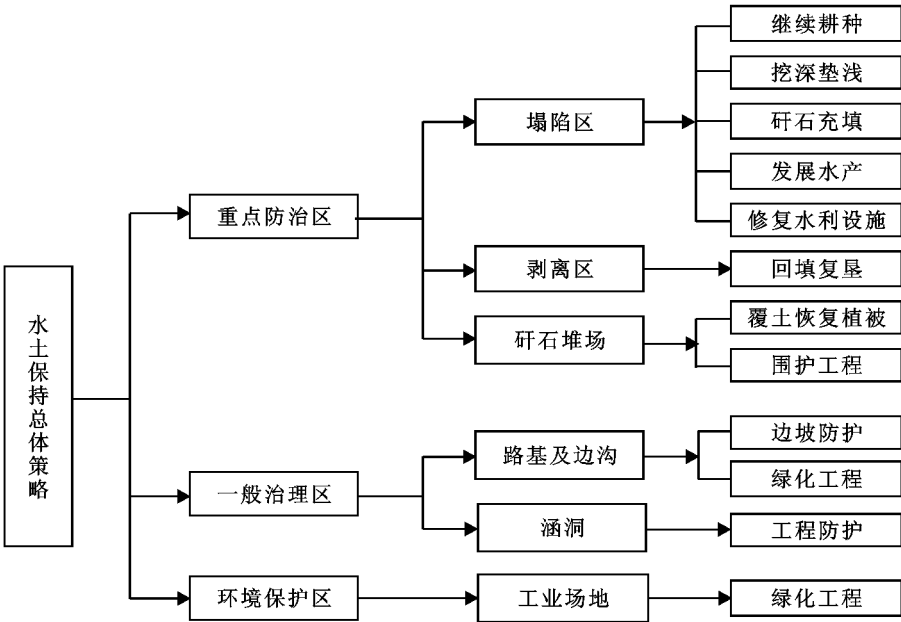 水土保持总体策略
重点防治区
塌陷区
继续耕种
挖深垫浅
矸石充填
发展水产
修复水利设施
剥离区
回填复垦
矸石堆场
覆土恢复植被
围护工程
一般治理区
路基及边沟
边坡防护
绿化工程
涵洞
工程防护
环境保护区
工业场地
绿化工程